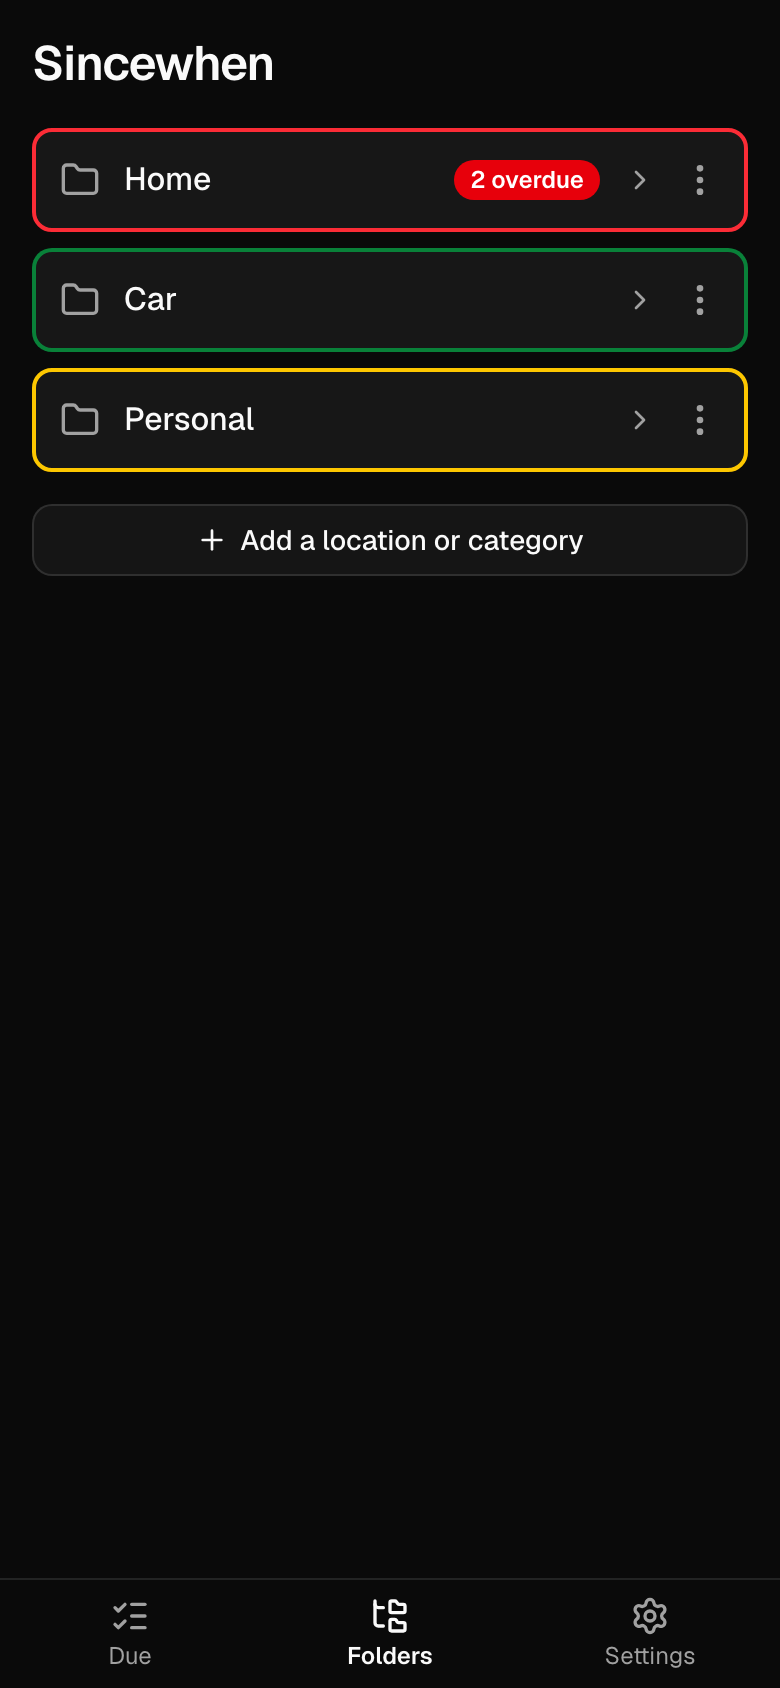 Sincewhen
Home 2 overdue
Car
Personal
Add a location or category
Due Folders Settings